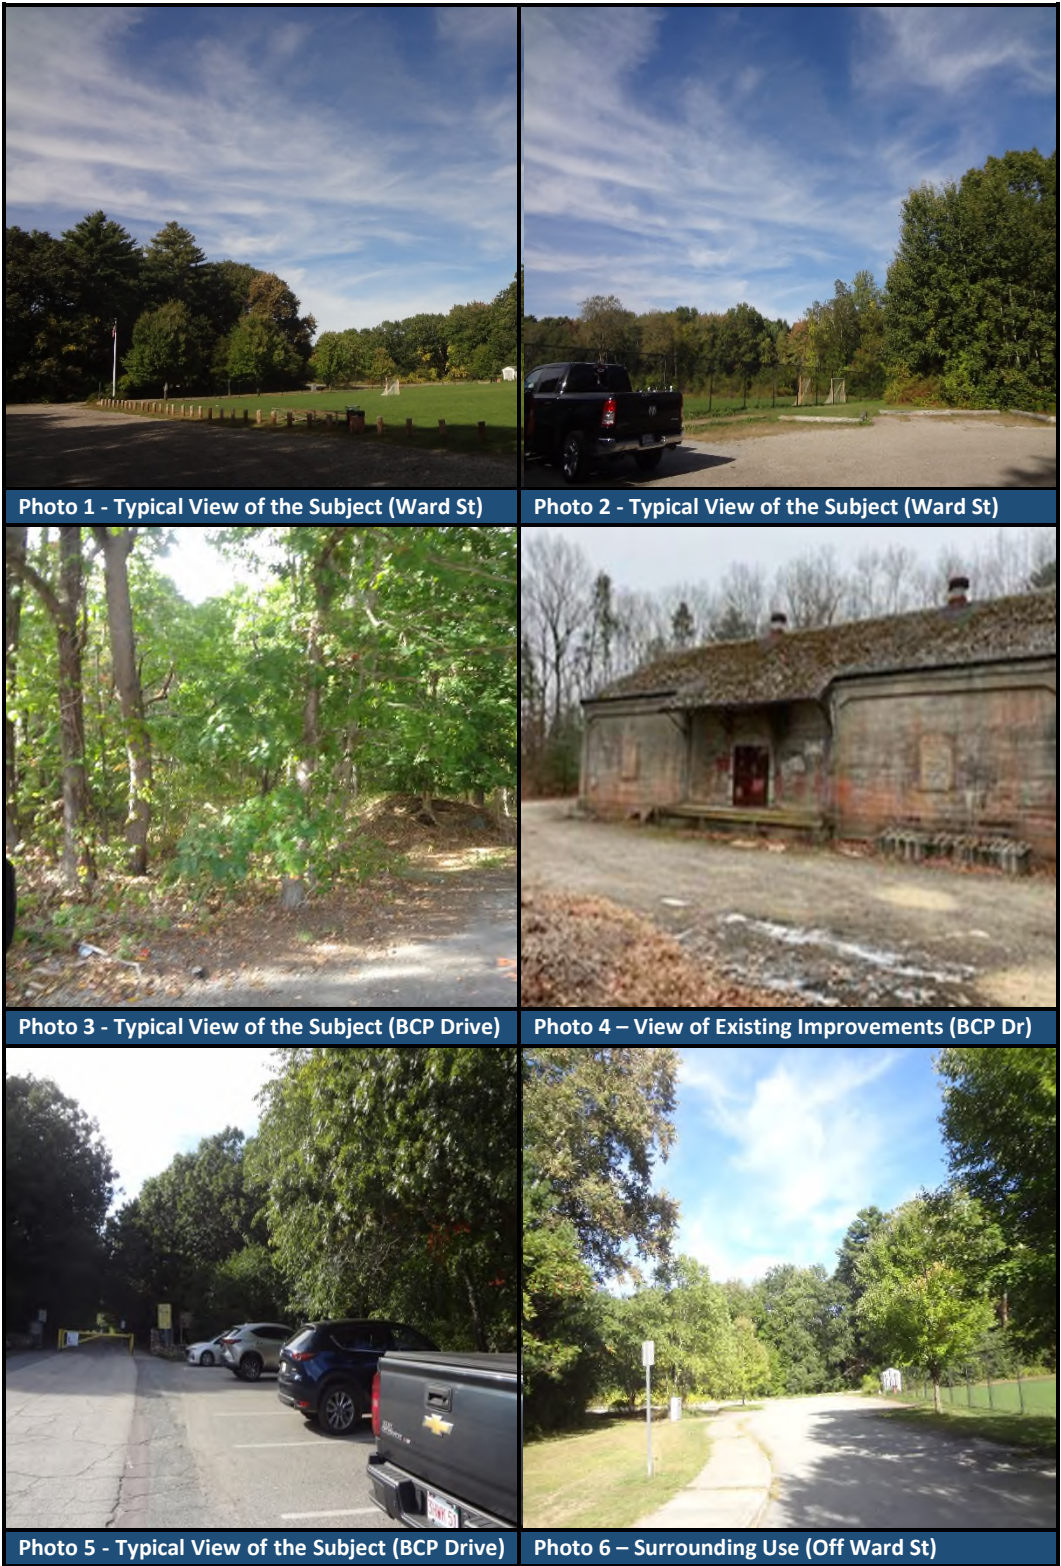 Photo 1 - Typical View of the Subject (Ward St)
Photo 2 - Typical View of the Subject (Ward St)
Photo 3 - Typical View of the Subject (BCP Drive)
Photo 4 – View of Existing Improvements (BCP Dr)
Photo 5 - Typical View of the Subject (BCP Drive)
Photo 6 – Surrounding Use (Off Ward St)